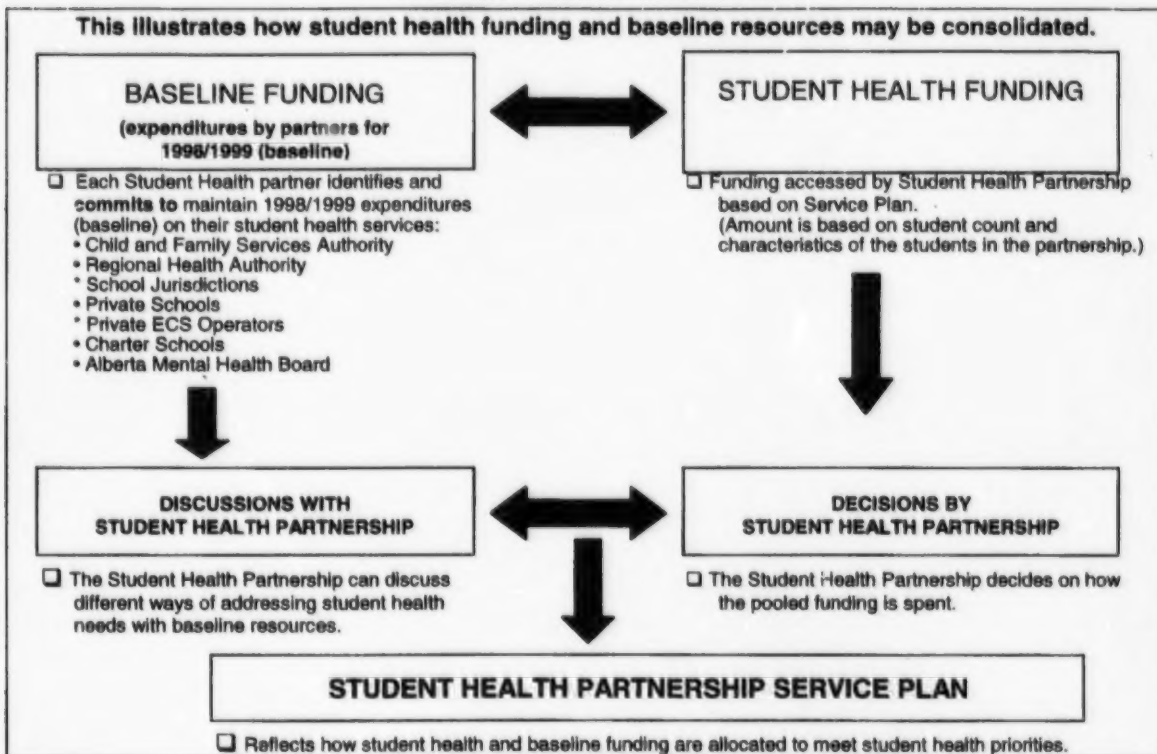 This illustrates how student health funding and baseline resources may be consolidated.
BASELINE FUNDING
(expenditures by partners for
1998/1999 (baseline)
❑ Each Student Health partner identifies and
commits to maintain 1998/1999 expenditures
(baseline) on their student health services:
• Child and Family Services Authority
• Regional Health Authority
* School Jurisdictions
• Private Schools
* Private ECS Operators
• Charter Schools
• Alberta Mental Health Board
STUDENT HEALTH FUNDING
❑ Funding accessed by Student Health Partnership
based on Service Plan.
(Amount is based on student count and
characteristics of the students in the partnership.)
DISCUSSIONS WITH
STUDENT HEALTH PARTNERSHIP
❑ The Student Health Partnership can discuss
different ways of addressing student health
needs with baseline resources.
DECISIONS BY
STUDENT HEALTH PARTNERSHIP
❑ The Student Health Partnership decides on how
the pooled funding is spent.
STUDENT HEALTH PARTNERSHIP SERVICE PLAN
❑ Reflects how student health and baseline funding are allocated to meet student health priorities.